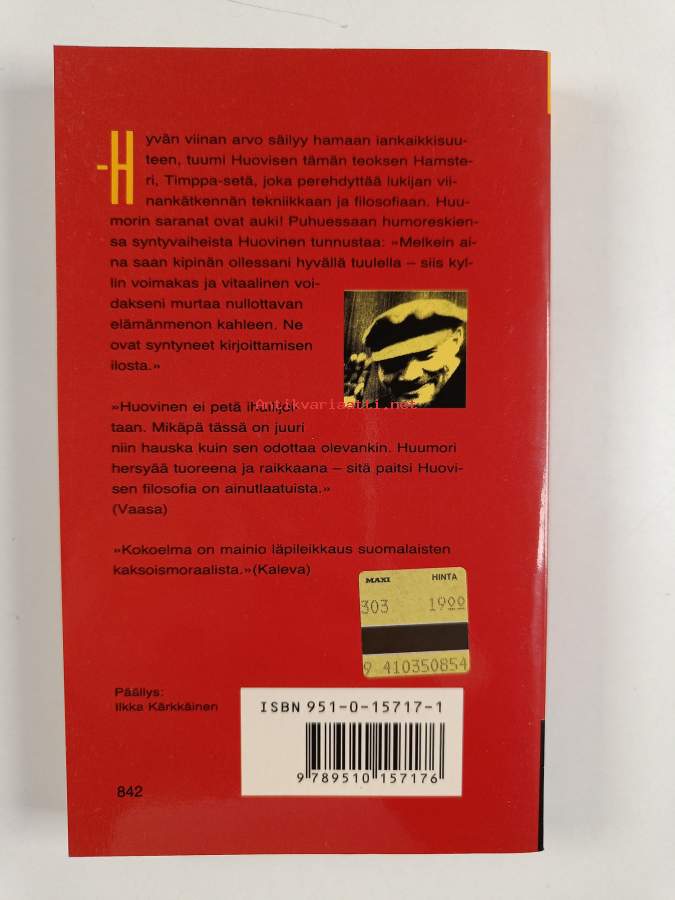 Hyvän viinan arvo säilyy hamaan iankaikkisuu-
teen, tuumi Huovisen tämän teoksen Hamste-
ri, Timppa-setä, joka perehdyttää lukijan vii-
nankätkennän tekniikkaan ja filosofiaan. Huu-
morin saranat ovat auki! Puhuessaan humoreskien-
sa syntyvaiheista Huovinen tunnustaa: »Melkein ai-
na saan kipinän ollessani hyvällä tuulella – siis kyl-
lin voimakas ja vitaalinen voi-
dakseni murtaa nullottavan
elämänmenon kahleen. Ne
ovat syntyneet kirjoittamisen
ilosta.»
Antikvariaatti.net
»Huovinen ei petä ihailijoi-
taan. Mikäpä tässä on juuri
niin hauska kuin sen odottaa olevankin. Huumori
hersyää tuoreena ja raikkaana – sitä paitsi Huovi-
sen filosofia on ainutlaatuista.»
(Vaasa)
»Kokoelma on mainio läpileikkaus suomalaisten
kaksoismoraalista.»(Kaleva)
MAXI HINTA
303 1900
9 410350854
Päällys:
Ilkka Kärkkäinen
ISBN 951-0-15717-1
9 789510 157176
842